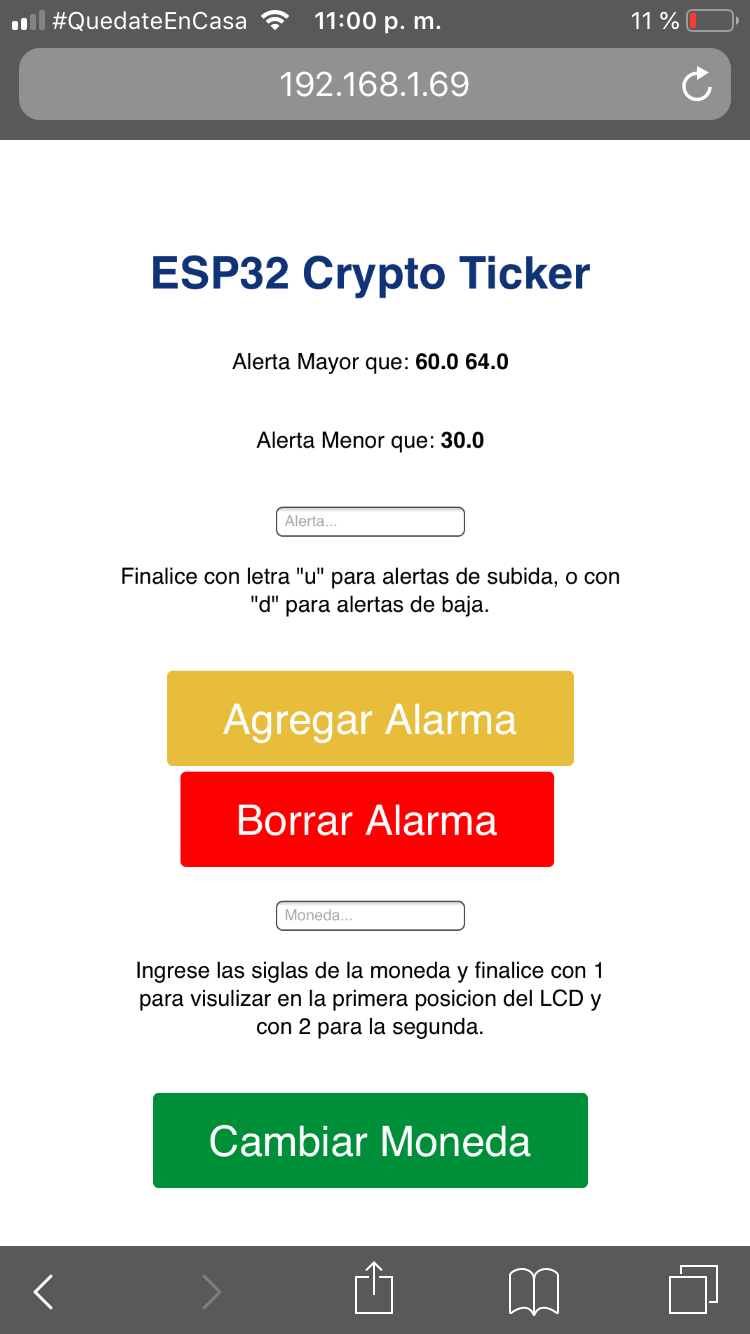 #QuedateEnCasa 11:00 p. m. 11 %
192.168.1.69
ESP32 Crypto Ticker
Alerta Mayor que: 60.0 64.0
Alerta Menor que: 30.0
Alerta...
Finalice con letra "u" para alertas de subida, o con
"d" para alertas de baja.
Agregar Alarma
Borrar Alarma
Moneda...
Ingrese las siglas de la moneda y finalice con 1
para visulizar en la primera posicion del LCD y
con 2 para la segunda.
Cambiar Moneda